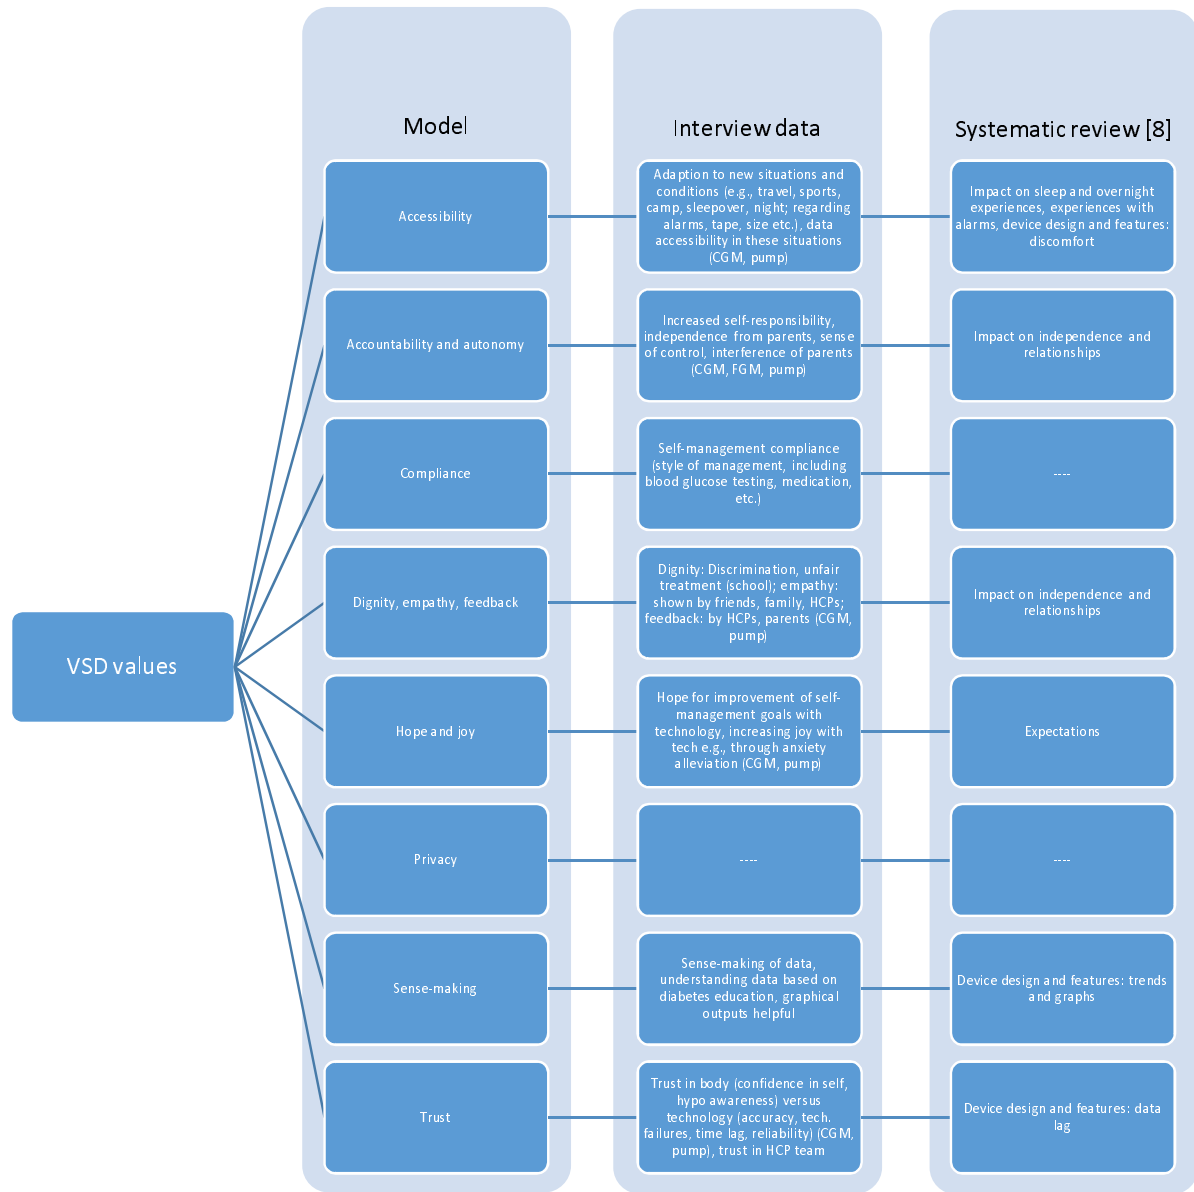 Model
Interview data
Systematic review [8]
VSD values
Accessibility
Adaption to new situations and
conditions (e.g., travel, sports,
camp, sleepover, night; regarding
alarms, tape, size etc.), data
accessibility in these situations
(CGM, pump)
Impact on sleep and overnight
experiences, experiences with
alarms, device design and features:
discomfort
Accountability and autonomy
Increased self-responsibility,
independence from parents, sense
of control, interference of parents
(CGM, FGM, pump)
Impact on independence and
relationships
Compliance
Self-management compliance
(style of management, including
blood glucose testing, medication,
etc.)
----
Dignity, empathy, feedback
Dignity: Discrimination, unfair
treatment (school); empathy:
shown by friends, family, HCPs;
feedback: by HCPs, parents (CGM,
pump)
Impact on independence and
relationships
Hope and joy
Hope for improvement of self-
management goals with
technology, increasing joy with
tech e.g., through anxiety
alleviation (CGM, pump)
Expectations
Privacy
----
----
Sense-making
Sense-making of data,
understanding data based on
diabetes education, graphical
outputs helpful
Device design and features: trends
and graphs
Trust
Trust in body (confidence in self,
hypo awareness) versus
technology (accuracy, tech.
failures, time lag, reliability) (CGM,
pump), trust in HCP team
Device design and features: data
lag